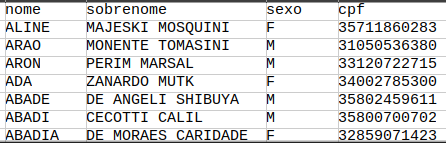 nome sobrenome sexo cpf
ALINE MAJESKI MOSQUINI F 35711860283
ARAO MONENTE TOMASINI M 31050536380
ARON PERIM MARSAL M 33120722715
ADA ZANARDO MUTK F 34002785300
ABADE DE ANGELI SHIBUYA M 35802459611
ABADI CECOTTI CALIL M 35800700702
ABADIA DE MORAES CARIDADE F 32859071423